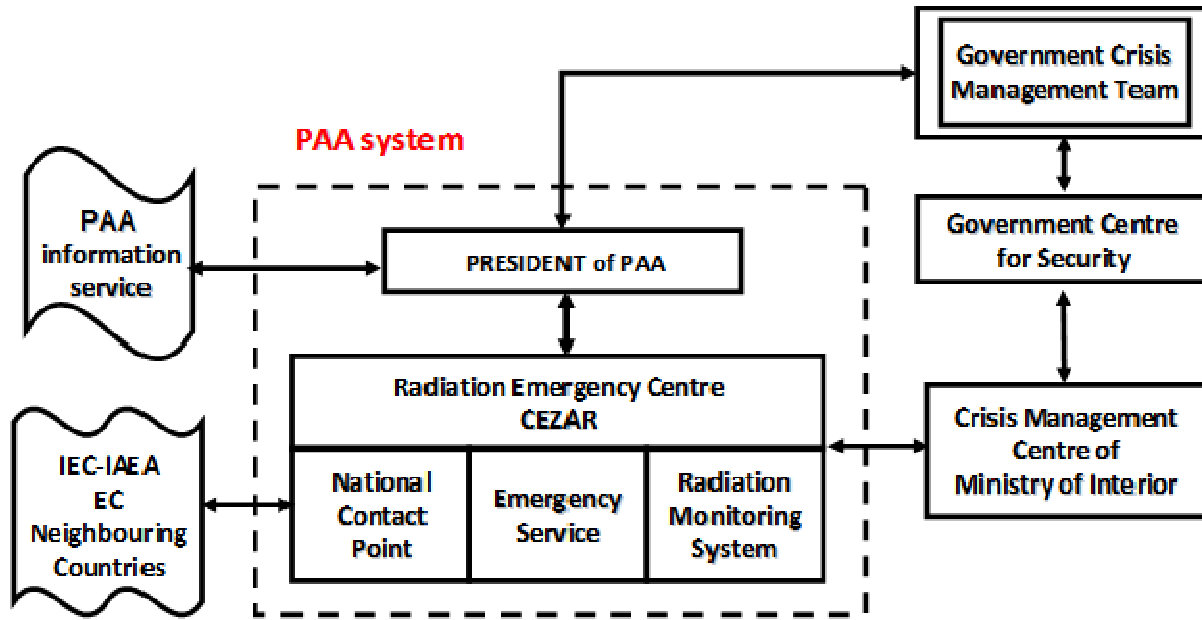 Government Crisis
Management Team
PAA system
PAA
information
service
Government Centre
for Security
PRESIDENT of PAA
Radiation Emergency Centre
CEZAR
Crisis Management
Centre of
Ministry of Interior
IEC-IAEA
EC
Neighbouring
Countries
National
Contact
Point
Emergency
Service
Radiation
Monitoring
System